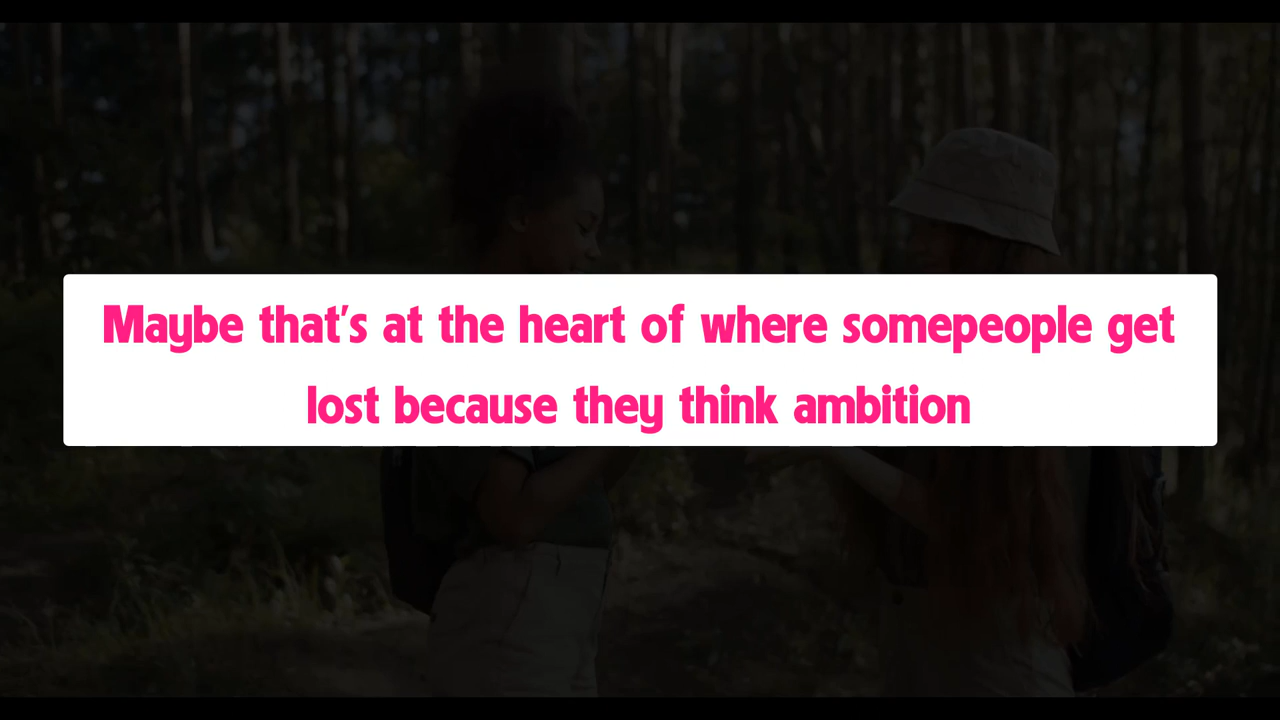 Maybe that's at the heart of where somepeople get
lost because they think ambition